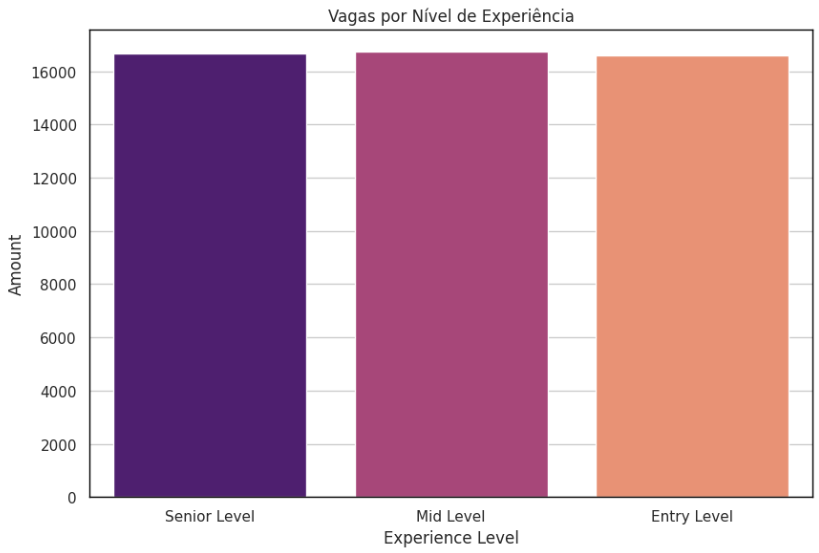 Vagas por Nível de Experiência
16000
14000
12000
10000
8000
6000
4000
2000
0
Amount
Senior Level
Mid Level
Entry Level
Experience Level